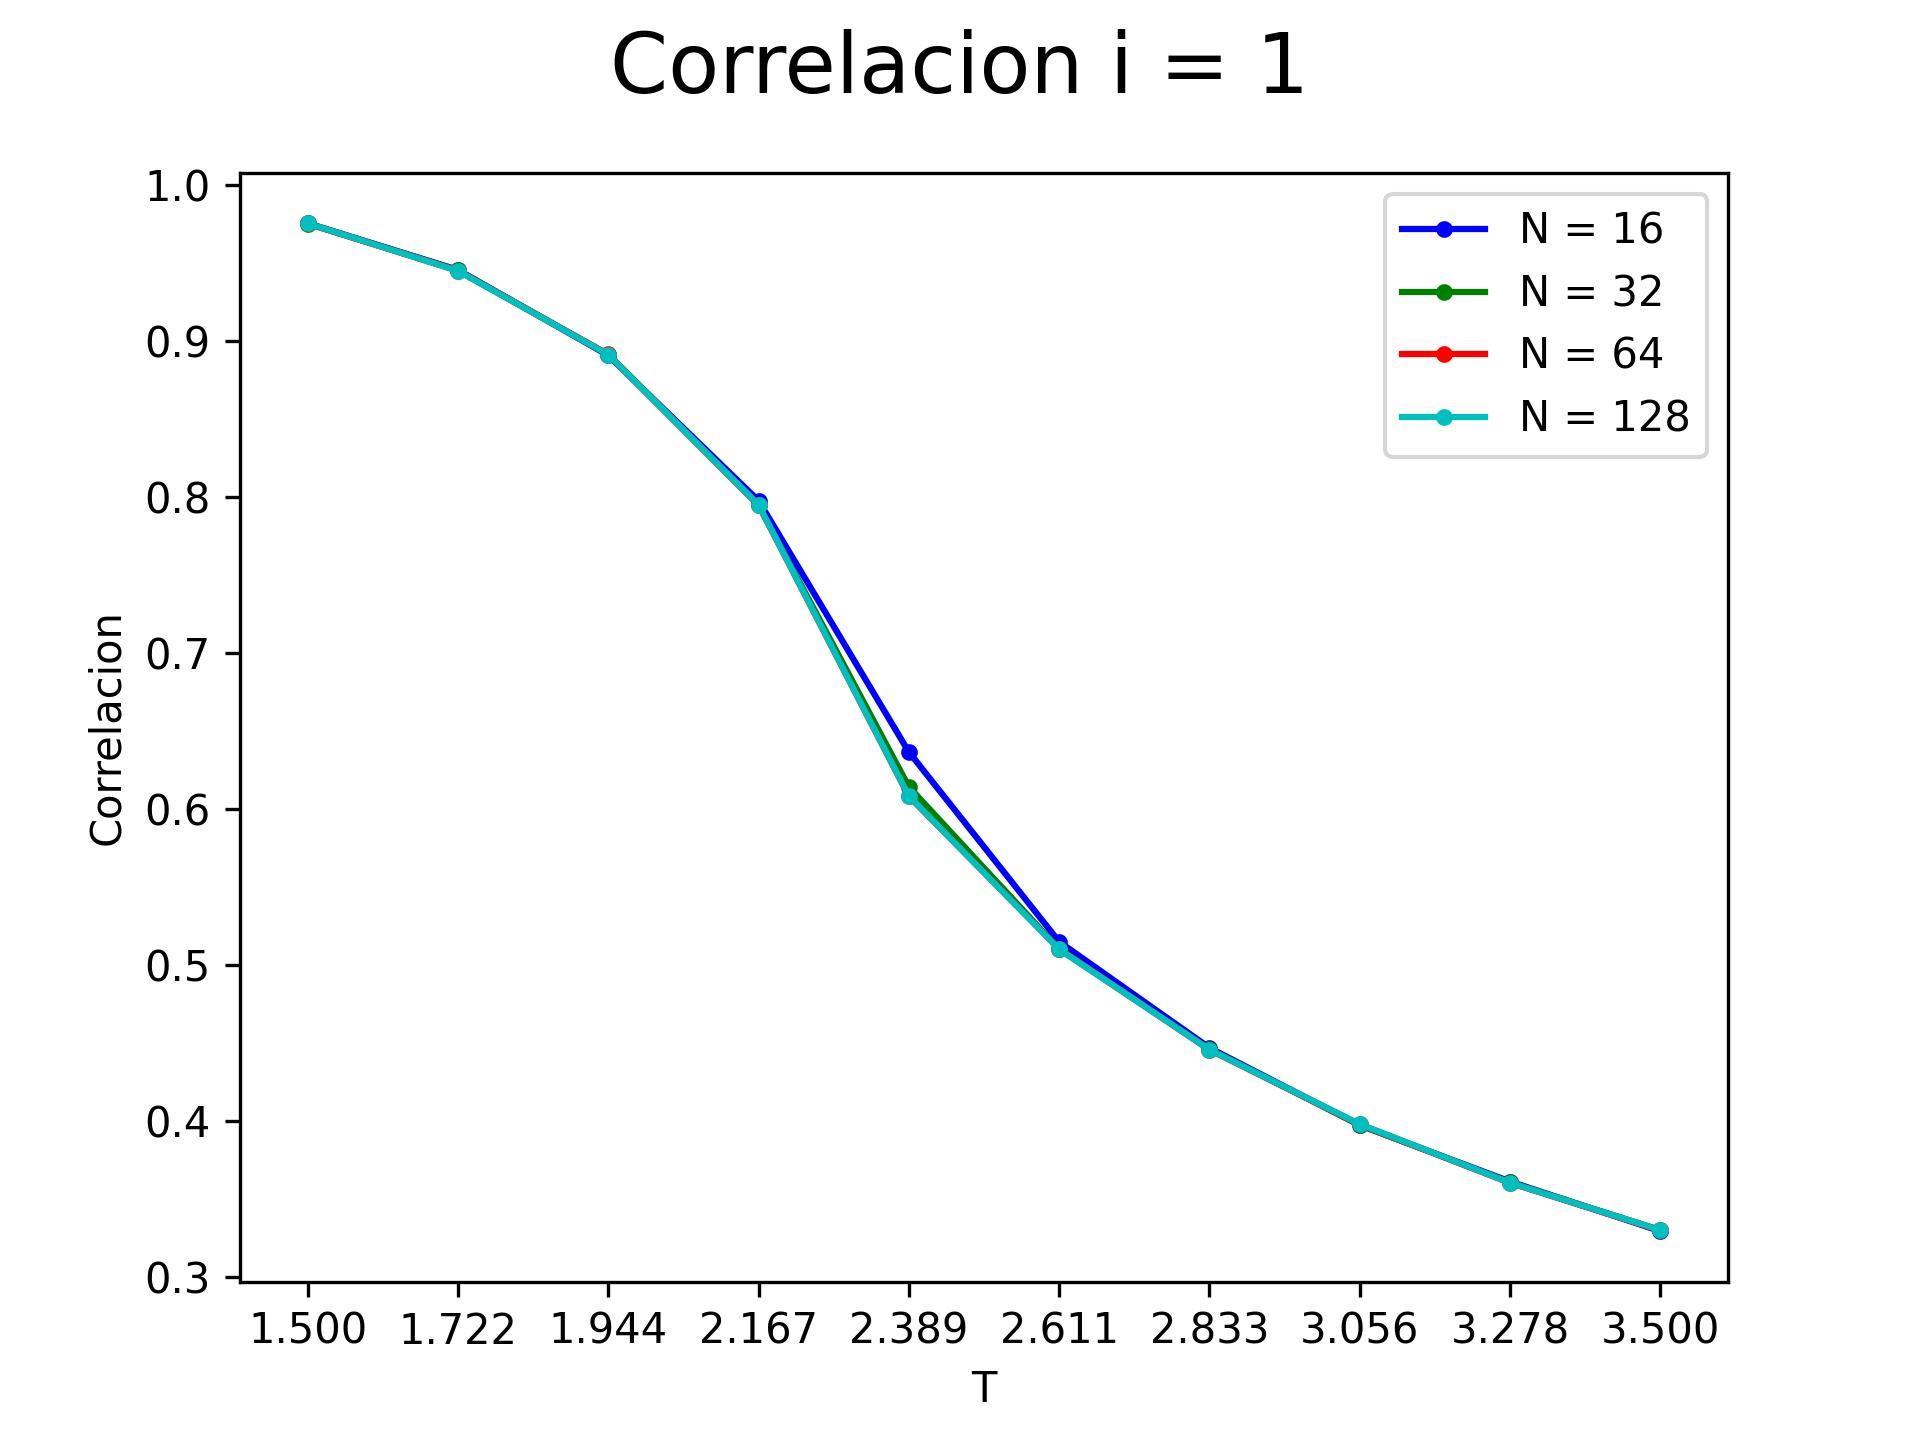 Correlacion i = 1
1.0
0.9
0.8
0.7
0.6
0.5
0.4
0.3
Correlacion
N = 16
N = 32
N = 64
N = 128
1.500 1.722 1.944 2.167 2.389 2.611 2.833 3.056 3.278 3.500
T